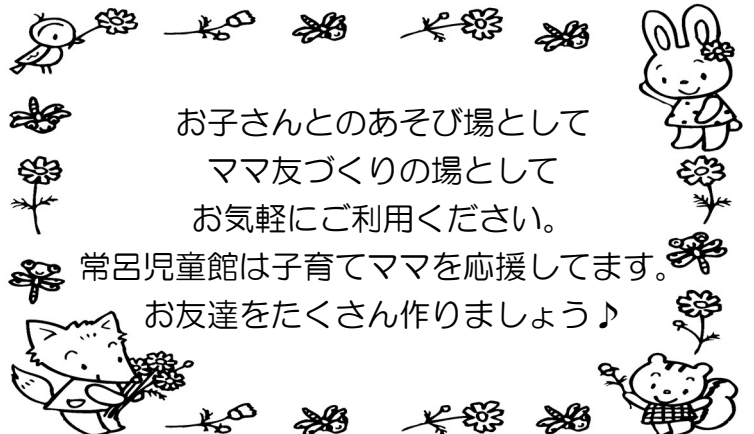 お子さんとのあそび場として
ママ友づくりの場として
お気軽にご利用ください。
常呂児童館は子育てママを応援してます。
お友達をたくさん作りましょう♪